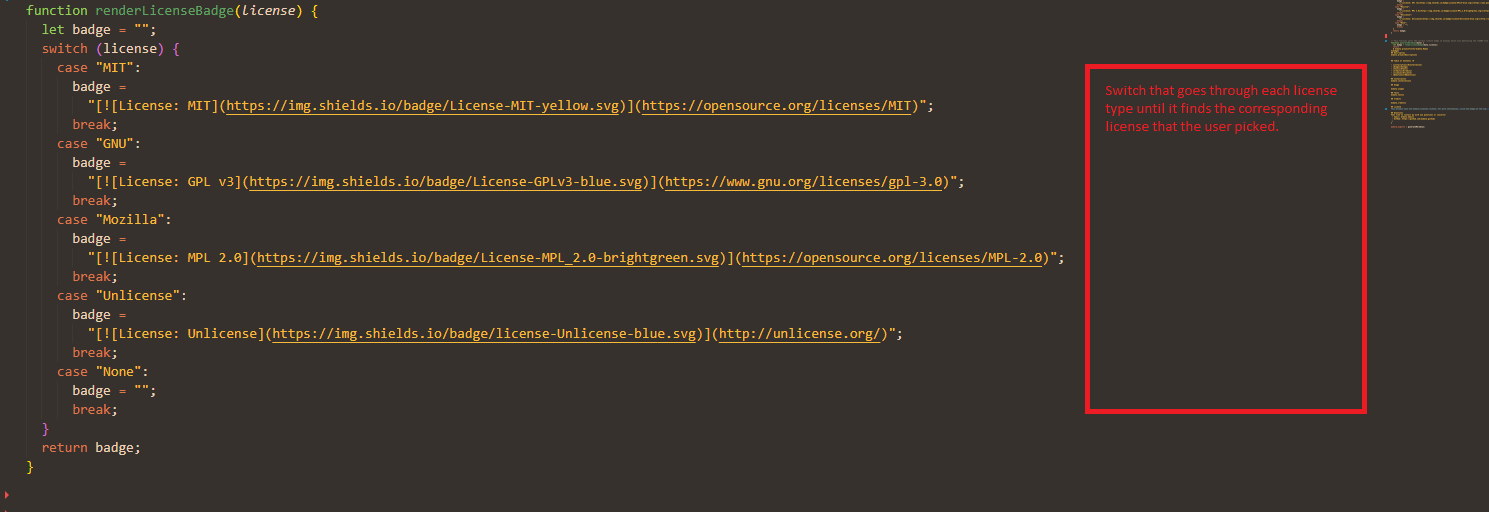 function renderLicenseBadge(license) {
let badge = "";
switch (license) {
case "MIT":
badge =
"[![License: MIT](https://img.shields.io/badge/License-MIT-yellow.svg)](https://opensource.org/licenses/MIT)";
break;
case "GNU":
badge =
"[![License: GPL v3](https://img.shields.io/badge/License-GPLv3-blue.svg)](https://www.gnu.org/licenses/gpl-3.0)";
break;
case "Mozilla":
badge =
"[![License: MPL 2.0](https://img.shields.io/badge/License-MPL_2.0-brightgreen.svg)](https://opensource.org/licenses/MPL-2.0)";
break;
case "Unlicense":
badge =
"[![License: Unlicense](https://img.shields.io/badge/license-Unlicense-blue.svg)](http://unlicense.org/)";
break;
case "None":
badge = "";
break;
}
return badge;
}
Switch that goes through each license
type until it finds the corresponding
license that the user picked.